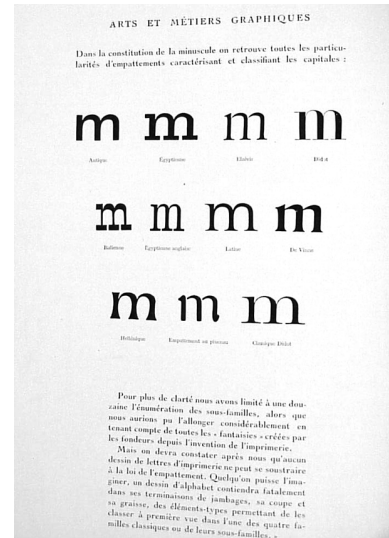 ARTS ET MÉTIERS GRAPHIQUES
Dans la constitution de la minuscule on retrouve toutes les particu-
larités d'empattements caractérisant et classifiant les capitales :
m m m m
Antique Égyptienne Elzévir Didot
m m m m
Italienne Égyptienne anglaise Latine De Vinne
m m m
Hellénique Empattement en Classique Didot
Pour plus de clarté nous avons limité à une dou-
zaine l'énumération des sous-familles, alors que
nous aurions pu l'allonger considérablement en
tenant compte de toutes les « fantaisies » créées par
les fondeurs depuis l'invention de l'imprimerie.
Mais on devra constater après nous qu'aucun
dessin de lettres d'imprimerie ne peut se soustraire
à la loi de l'empattement. Quelqu'on puisse l'ima-
giner, un dessin d'alphabet contiendra fatalement
dans ses terminaisons de jambages, sa coupe et
sa graisse, des éléments-types permettant de les
classer à première vue dans l'une des quatre fa-
milles classiques ou de leurs sous-familles.